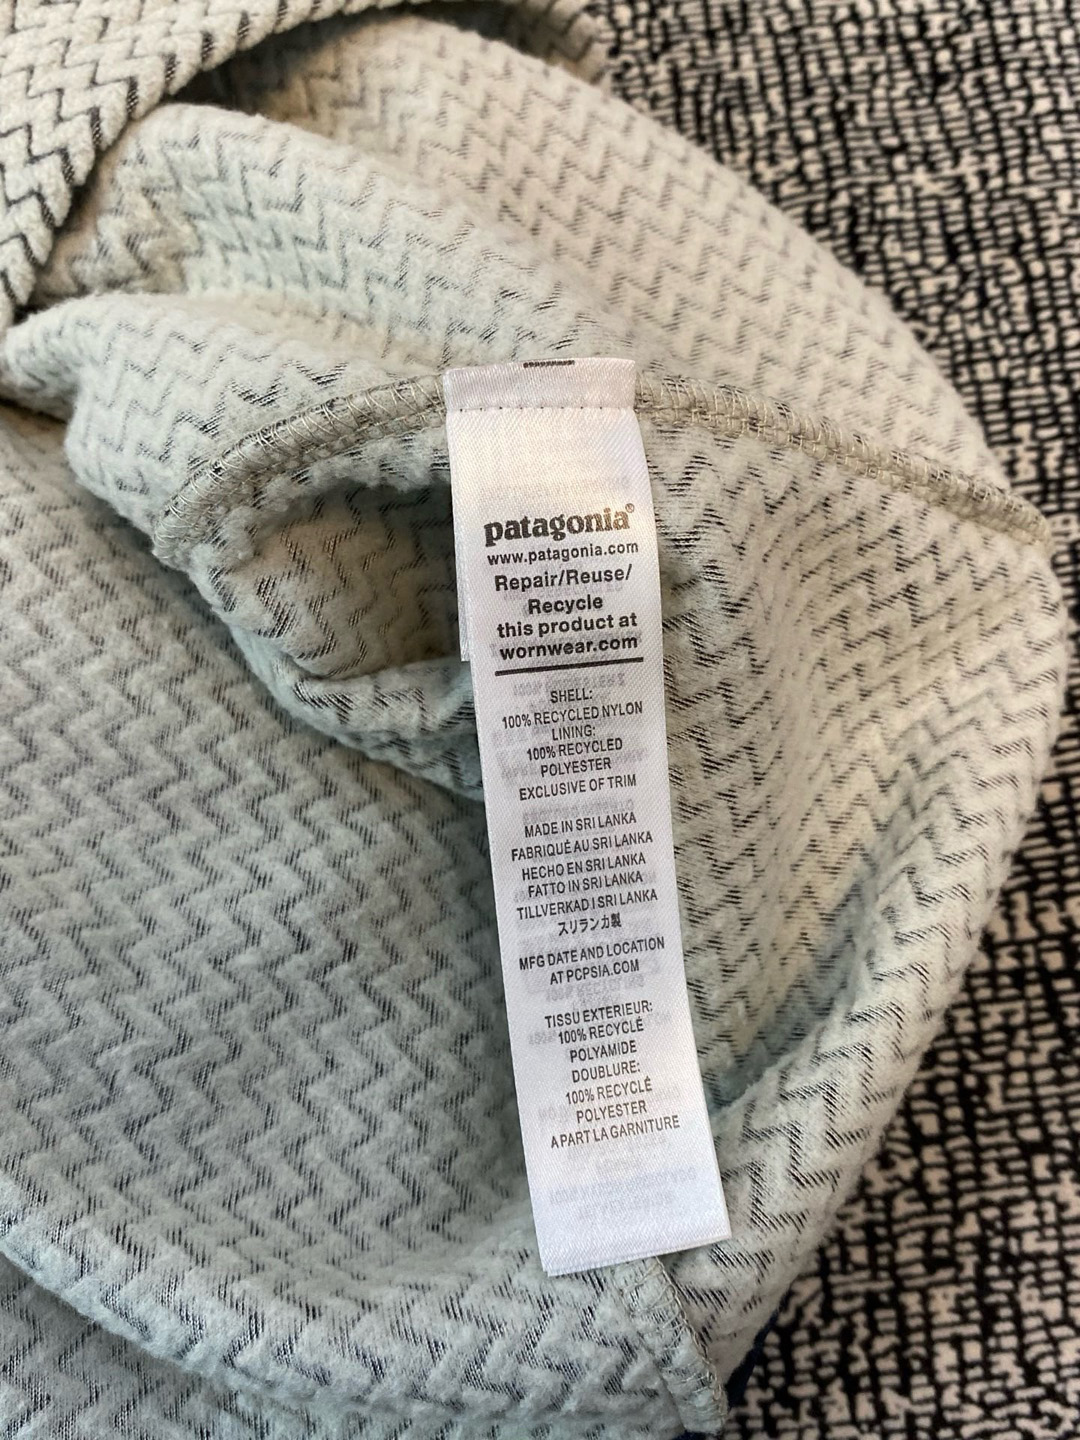 patagonia®
www.patagonia.com
Repair/Reuse/
Recycle
this product at
wornwear.com
SHELL:
100% RECYCLED NYLON
LINING:
100% RECYCLED
POLYESTER
EXCLUSIVE OF TRIM
MADE IN SRI LANKA
FABRIQUÉ AU SRI LANKA
HECHO EN SRI LANKA
FATTO IN SRI LANKA
TILLVERKAD I SRI LANKA
スリランカ製
MFG DATE AND LOCATION
AT PCPSIA.COM
TISSU EXTERIEUR:
100% RECYCLÉ
POLYAMIDE
DOUBLURE:
100% RECYCLÉ
POLYESTER
A PART LA GARNITURE